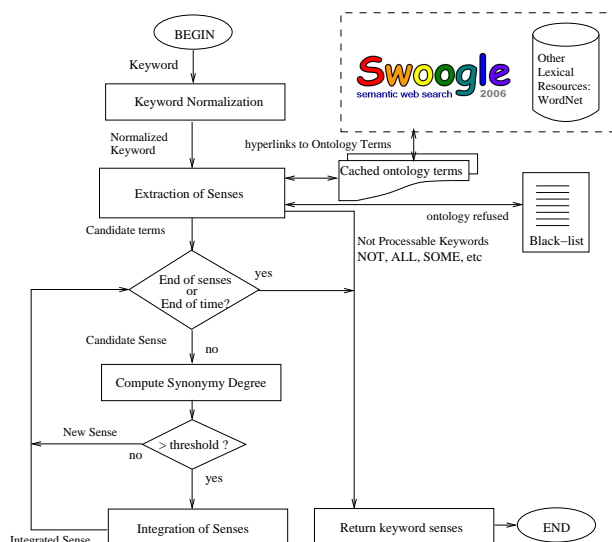 BEGIN
Keyword
Keyword Normalization
Swoogle
semantic web search 2006
Other
Lexical
Resources:
WordNet
Normalized
Keyword
hyperlinks to Ontology Terms
Cached ontology terms
Extraction of Senses
ontology refused
Black-list
Candidate terms
Not Processable Keywords
NOT, ALL, SOME, etc
End of senses
or
End of time?
yes
Candidate Sense
no
Compute Synonymy Degree
New Sense
> threshold ?
no
yes
Integration of Senses
Integrated Sense
Return keyword senses
END